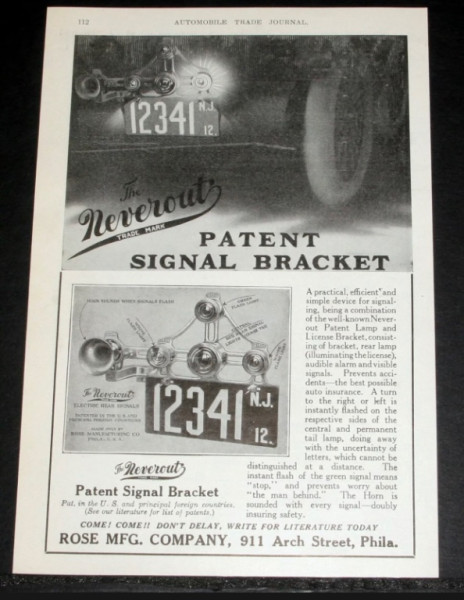 112 AUTOMOBILE TRADE JOURNAL.
12341 N.J. 12.
The
Neverout
TRADE MARK
PATENT
SIGNAL BRACKET
The Neverout
ELECTRIC REAR SIGNALS
12341 N.J. 12.
The Neverout
Patent Signal Bracket
Pat. in the U. S. and principal foreign countries.
(See our literature for list of patents.)
A practical, efficient and
simple device for signal-
ing, being a combination
of the well-known Never-
out Patent Lamp and
License Bracket, consist-
ing of bracket, rear lamp
(illuminating the license),
audible alarm and visible
signals. Prevents acci-
dents—the best possible
auto insurance. A turn
to the right or left is
instantly flashed on the
respective sides of the
central and permanent
tail lamp, doing away
with the uncertainty of
letters, which cannot be
distinguished at a distance. The
instant flash of the green signal means
"stop," and prevents worry about
"the man behind." The Horn is
sounded with every signal—doubly
insuring safety.
COME! COME!! DON'T DELAY, WRITE FOR LITERATURE TODAY
ROSE MFG. COMPANY, 911 Arch Street, Phila.